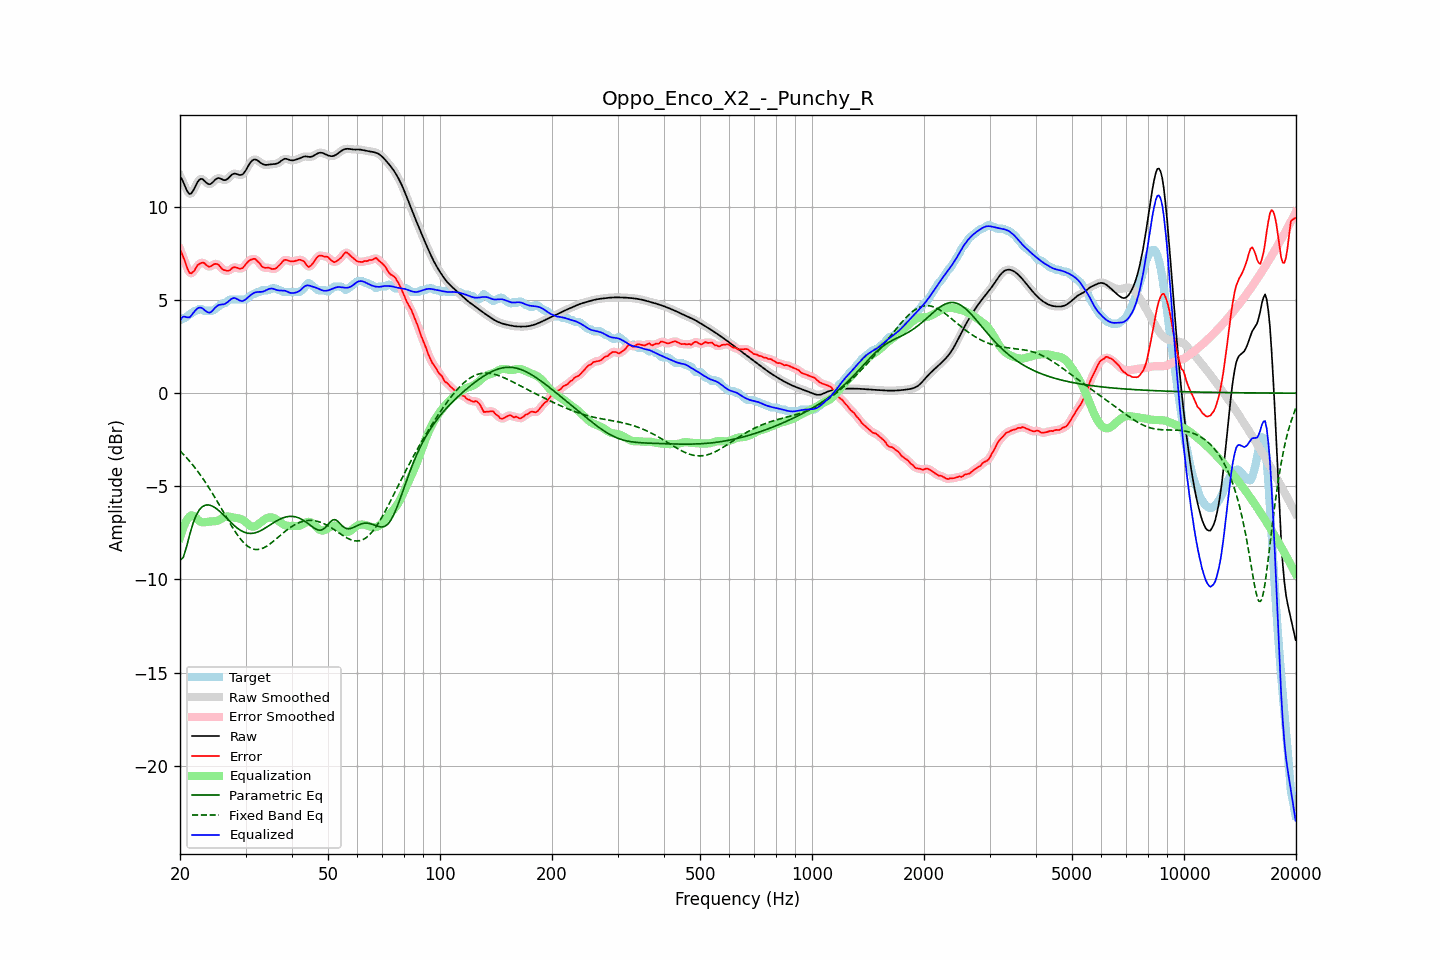 Oppo_Enco_X2_-_Punchy_R
10
5
0
−5
−10
−15
−20
Amplitude (dBr)
Target
Raw Smoothed
Error Smoothed
Raw
Error
Equalization
Parametric Eq
Fixed Band Eq
Equalized
20 50 100 200 500 1000 2000 5000 10000 20000
Frequency (Hz)